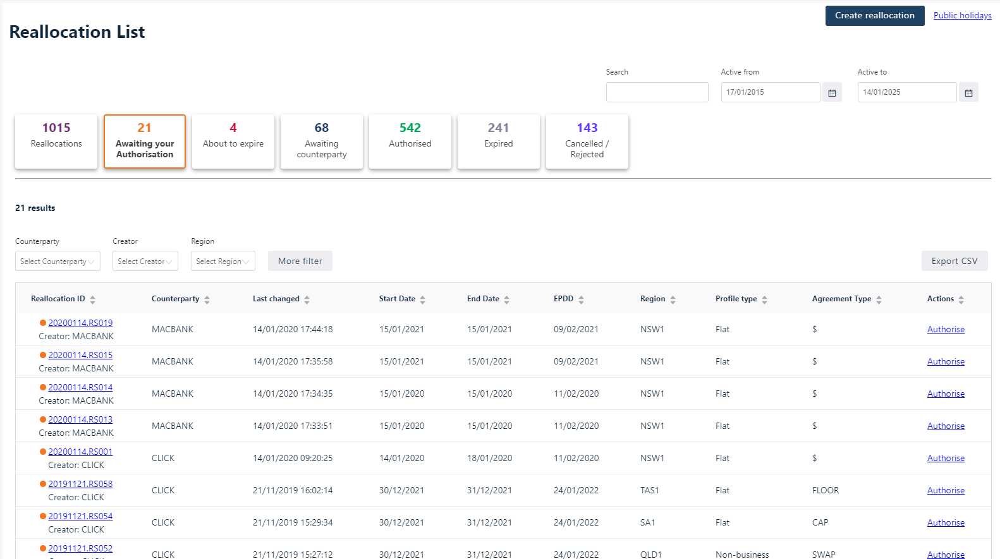 Create reallocation Public holidays
Reallocation List
Search Active from Active to
17/01/2015 14/01/2025
1015 21 4 68 542 241 143
Reallocations Awaiting your About to expire Awaiting Authorised Expired Cancelled /
Authorisation counterparty Rejected
21 results
Counterparty Creator Region
Select Counterparty Select Creator Select Region More filter Export CSV
Reallocation ID Counterparty Last changed Start Date End Date EPDD Region Profile type Agreement Type Actions
20200114.RS019
Creator: MACBANK MACBANK 14/01/2020 17:44:18 15/01/2021 15/01/2021 09/02/2021 NSW1 Flat $ Authorise
20200114.RS015
Creator: MACBANK MACBANK 14/01/2020 17:35:58 15/01/2021 15/01/2021 09/02/2021 NSW1 Flat $ Authorise
20200114.RS014
Creator: MACBANK MACBANK 14/01/2020 17:34:35 15/01/2020 15/01/2020 11/02/2020 NSW1 Flat $ Authorise
20200114.RS013
Creator: MACBANK MACBANK 14/01/2020 17:33:51 15/01/2020 15/01/2020 11/02/2020 NSW1 Flat $ Authorise
20200114.RS001
Creator: CLICK CLICK 14/01/2020 09:20:25 14/01/2020 18/01/2020 11/02/2020 NSW1 Flat $ Authorise
20191121.RS058
Creator: CLICK CLICK 21/11/2019 16:02:14 30/12/2021 31/12/2021 24/01/2022 TAS1 Flat FLOOR Authorise
20191121.RS054
Creator: CLICK CLICK 21/11/2019 15:29:34 30/12/2021 31/12/2021 24/01/2022 SA1 Flat CAP Authorise
20191121.RS052
CLICK 21/11/2019 15:27:12 30/12/2021 31/12/2021 24/01/2022 QLD1 Non-business SWAP Authorise